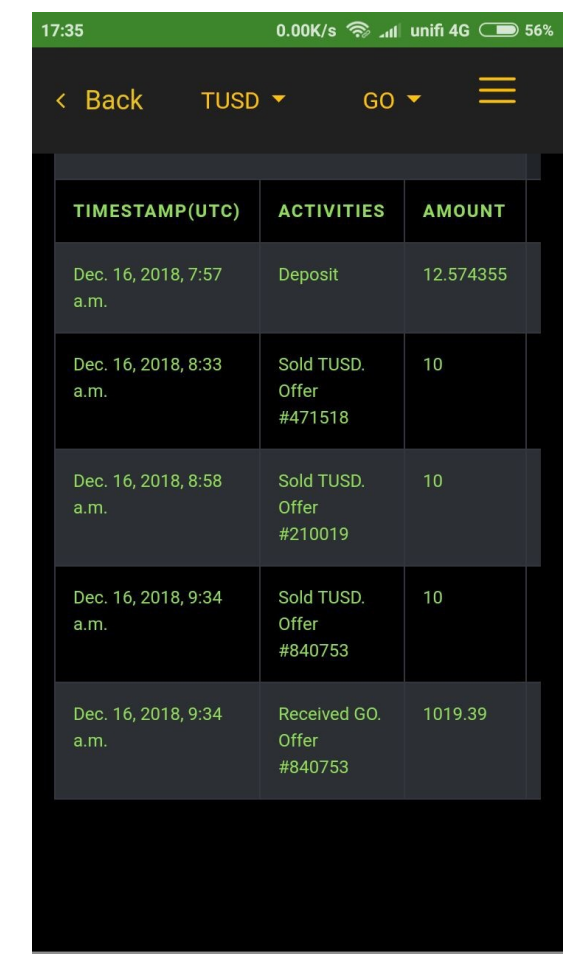 17:35 0.00K/s unifi 4G 56%
< Back TUSD GO
TIMESTAMP(UTC) ACTIVITIES AMOUNT
Dec. 16, 2018, 7:57 Deposit 12.574355
a.m.
Dec. 16, 2018, 8:33 Sold TUSD. 10
a.m. Offer
#471518
Dec. 16, 2018, 8:58 Sold TUSD. 10
a.m. Offer
#210019
Dec. 16, 2018, 9:34 Sold TUSD. 10
a.m. Offer
#840753
Dec. 16, 2018, 9:34 Received GO. 1019.39
a.m. Offer
#840753